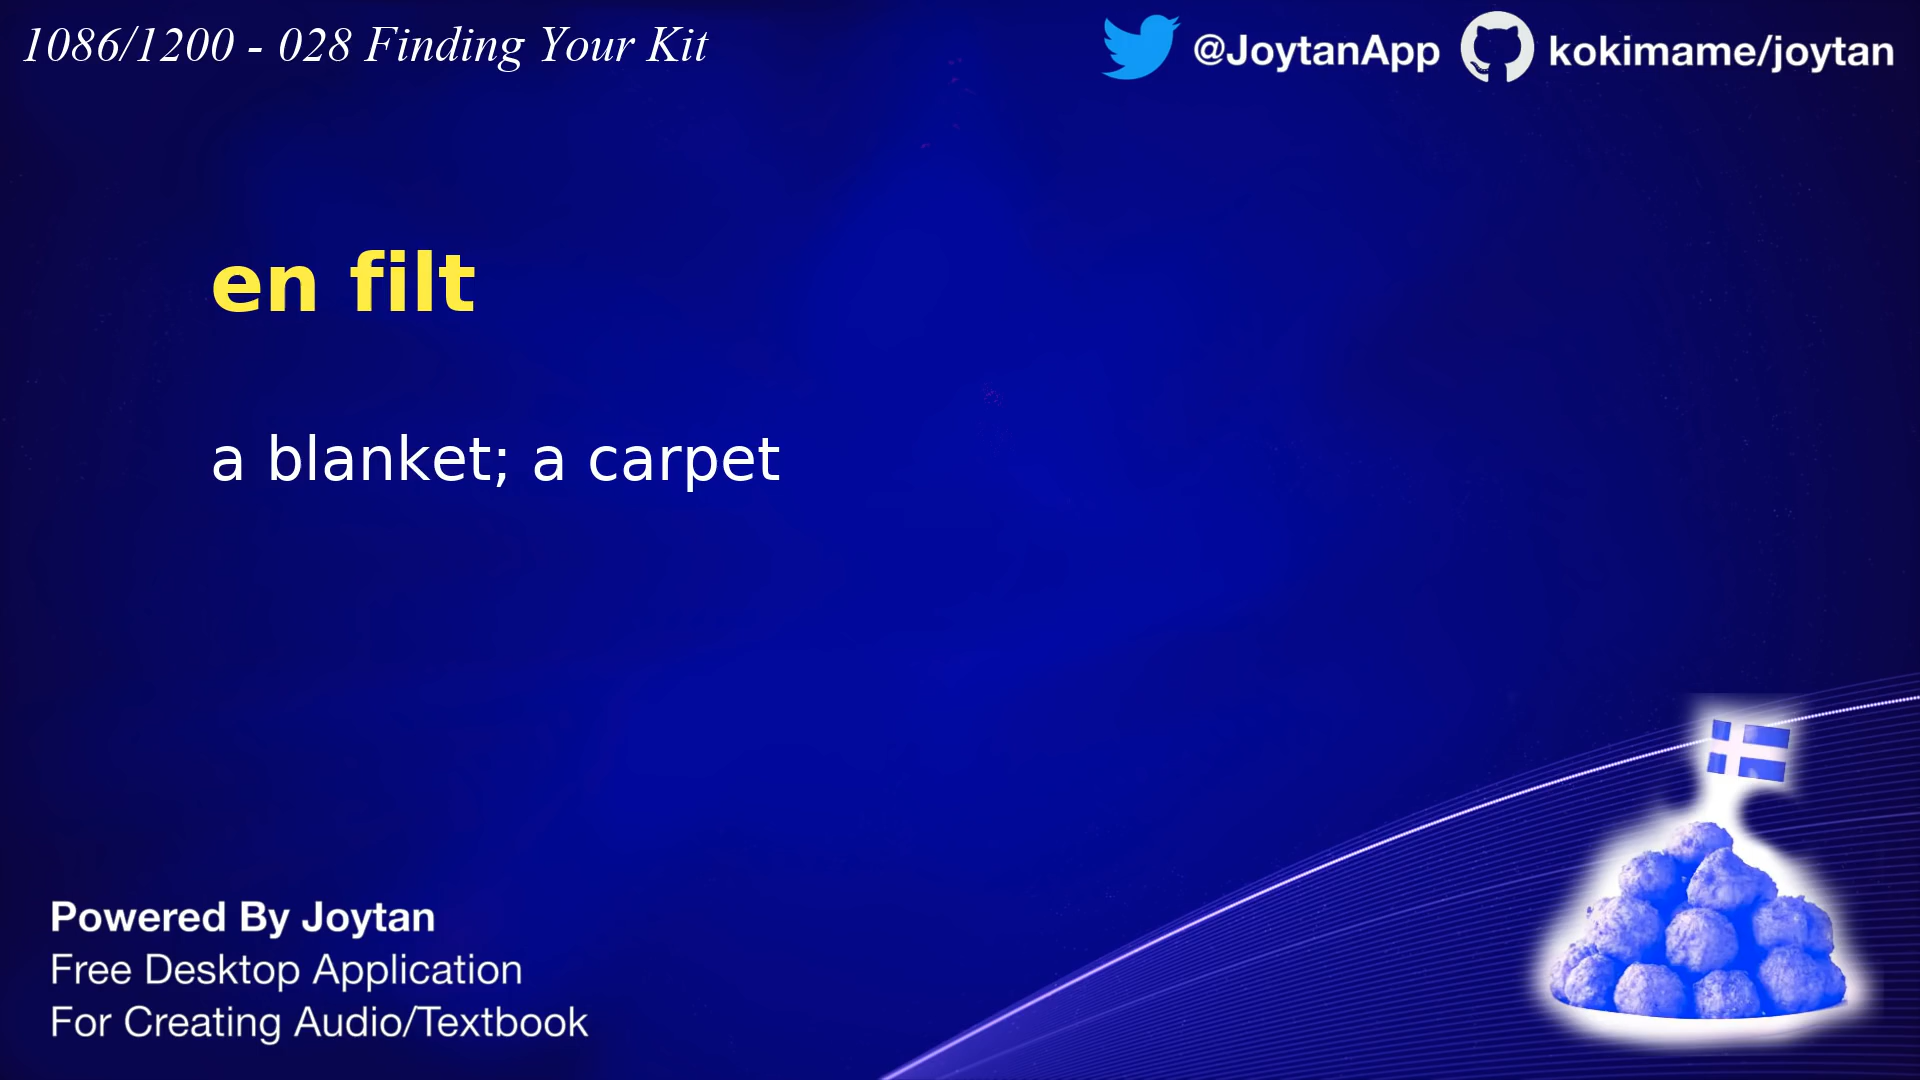 1086/1200 - 028 Finding Your Kit
@JoytanApp kokimame/joytan
en filt
a blanket; a carpet
Powered By Joytan
Free Desktop Application
For Creating Audio/Textbook